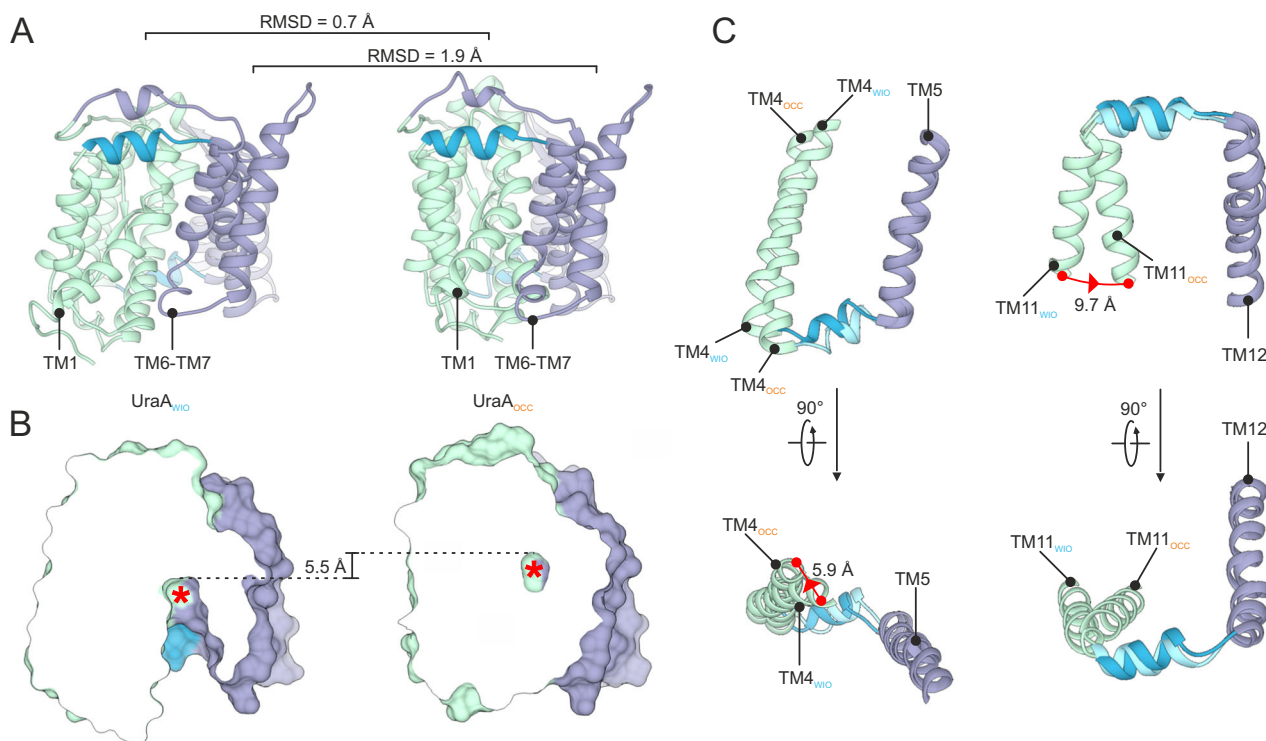 A
RMSD = 0.7 Å
RMSD = 1.9 Å
TM1
TM6-TM7
TM1
TM6-TM7
UraAWIO
UraAOCC
B
5.5 Å
*
*
C
TM4OCC
TM4WIO
TM5
TM4WIO
TM4OCC
TM11WIO
9.7 Å
TM11OCC
TM12
90°
90°
TM4OCC
5.9 Å
TM5
TM4WIO
TM12
TM11WIO
TM11OCC